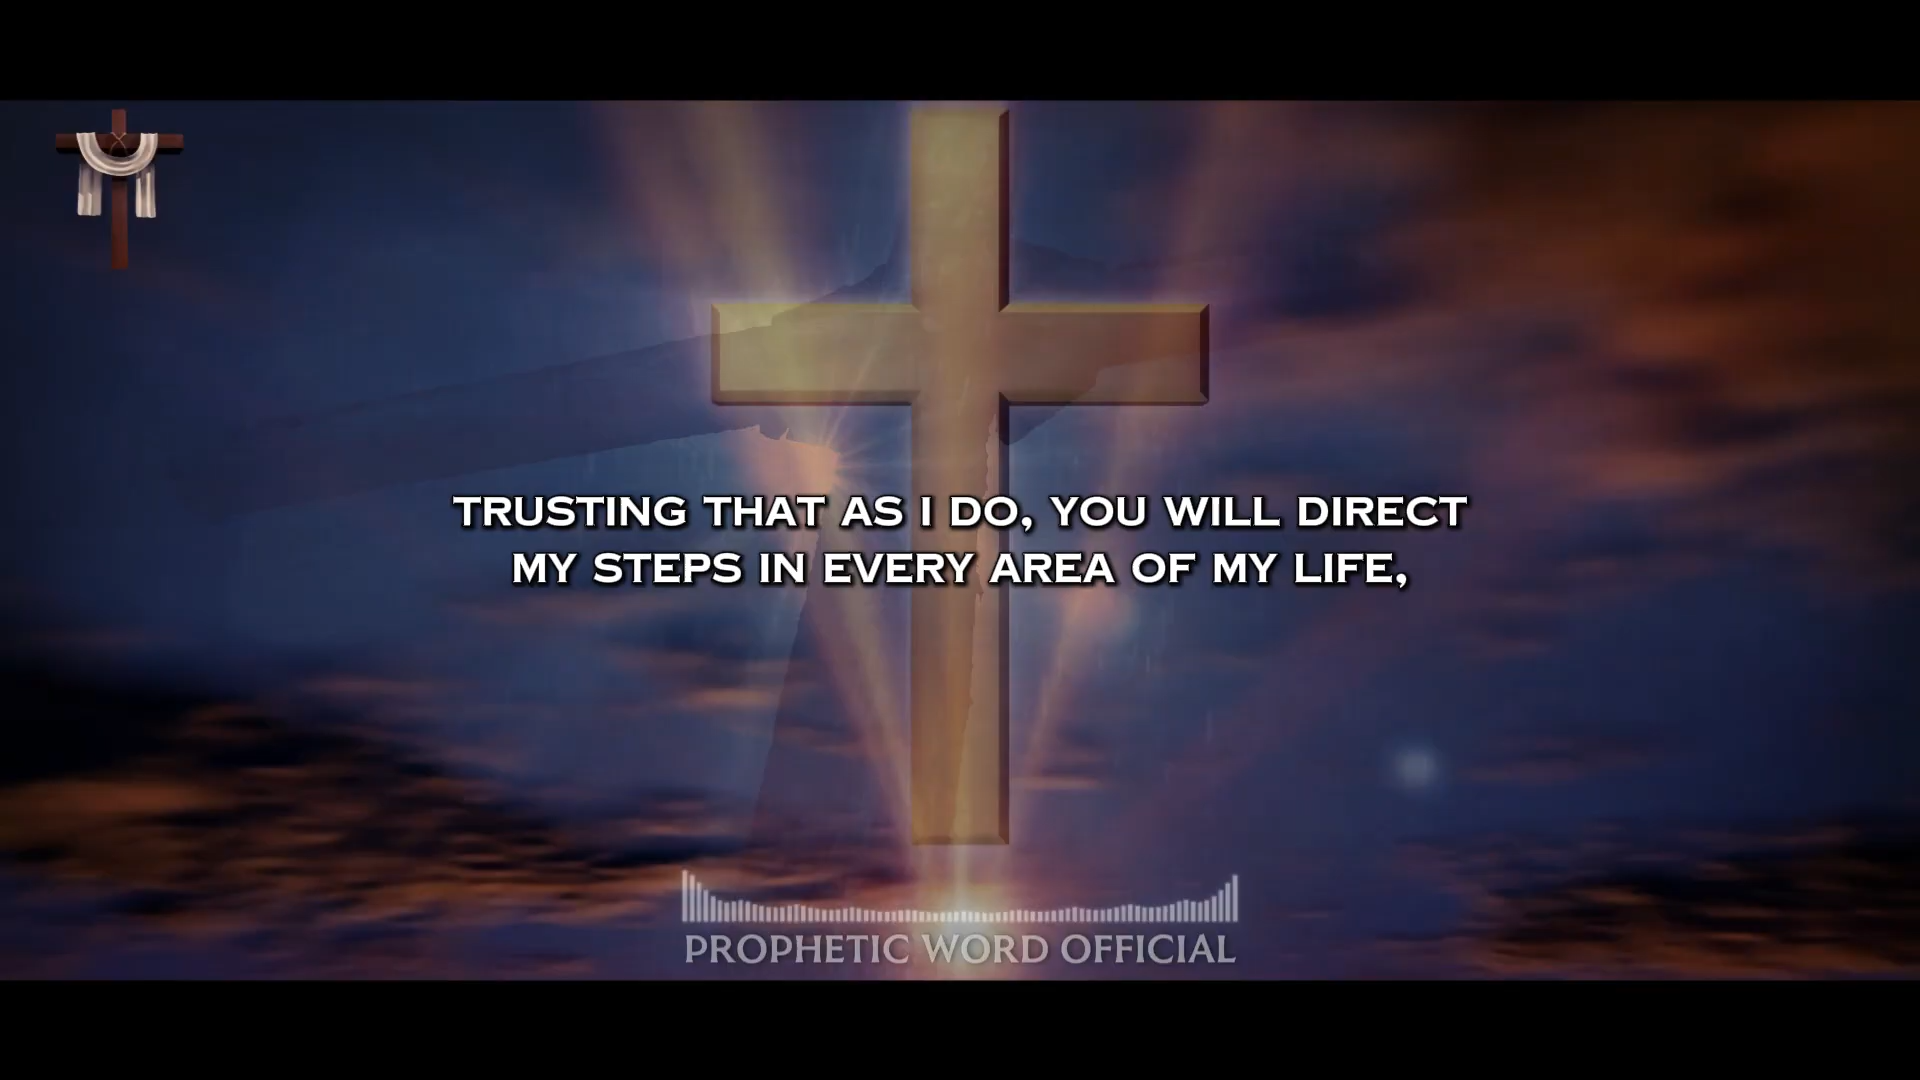 TRUSTING THAT AS I DO, YOU WILL DIRECT
MY STEPS IN EVERY AREA OF MY LIFE,
PROPHETIC WORD OFFICIAL